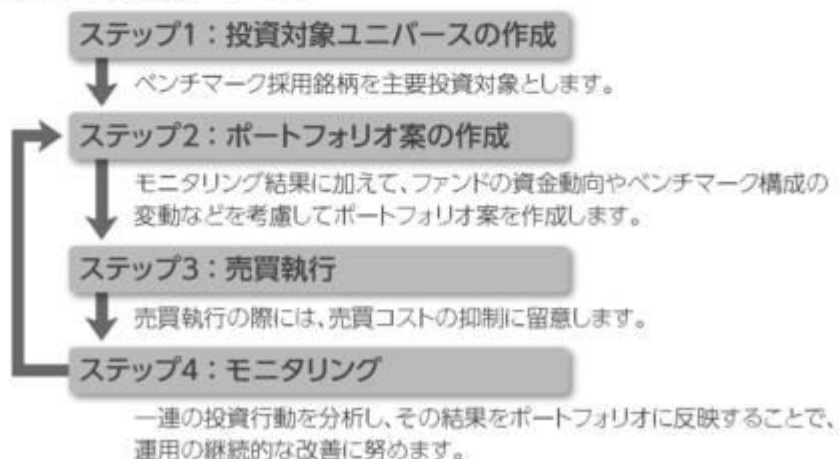 ステップ1：投資対象ユニバースの作成
ベンチマーク採用銘柄を主要投資対象とします。
ステップ2：ポートフォリオ案の作成
モニタリング結果に加えて、ファンドの資金動向やベンチマーク構成の
変動などを考慮してポートフォリオ案を作成します。
ステップ3：売買執行
売買執行の際には、売買コストの抑制に留意します。
ステップ4：モニタリング
一連の投資行動を分析し、その結果をポートフォリオに反映することで、
運用の継続的な改善に努めます。